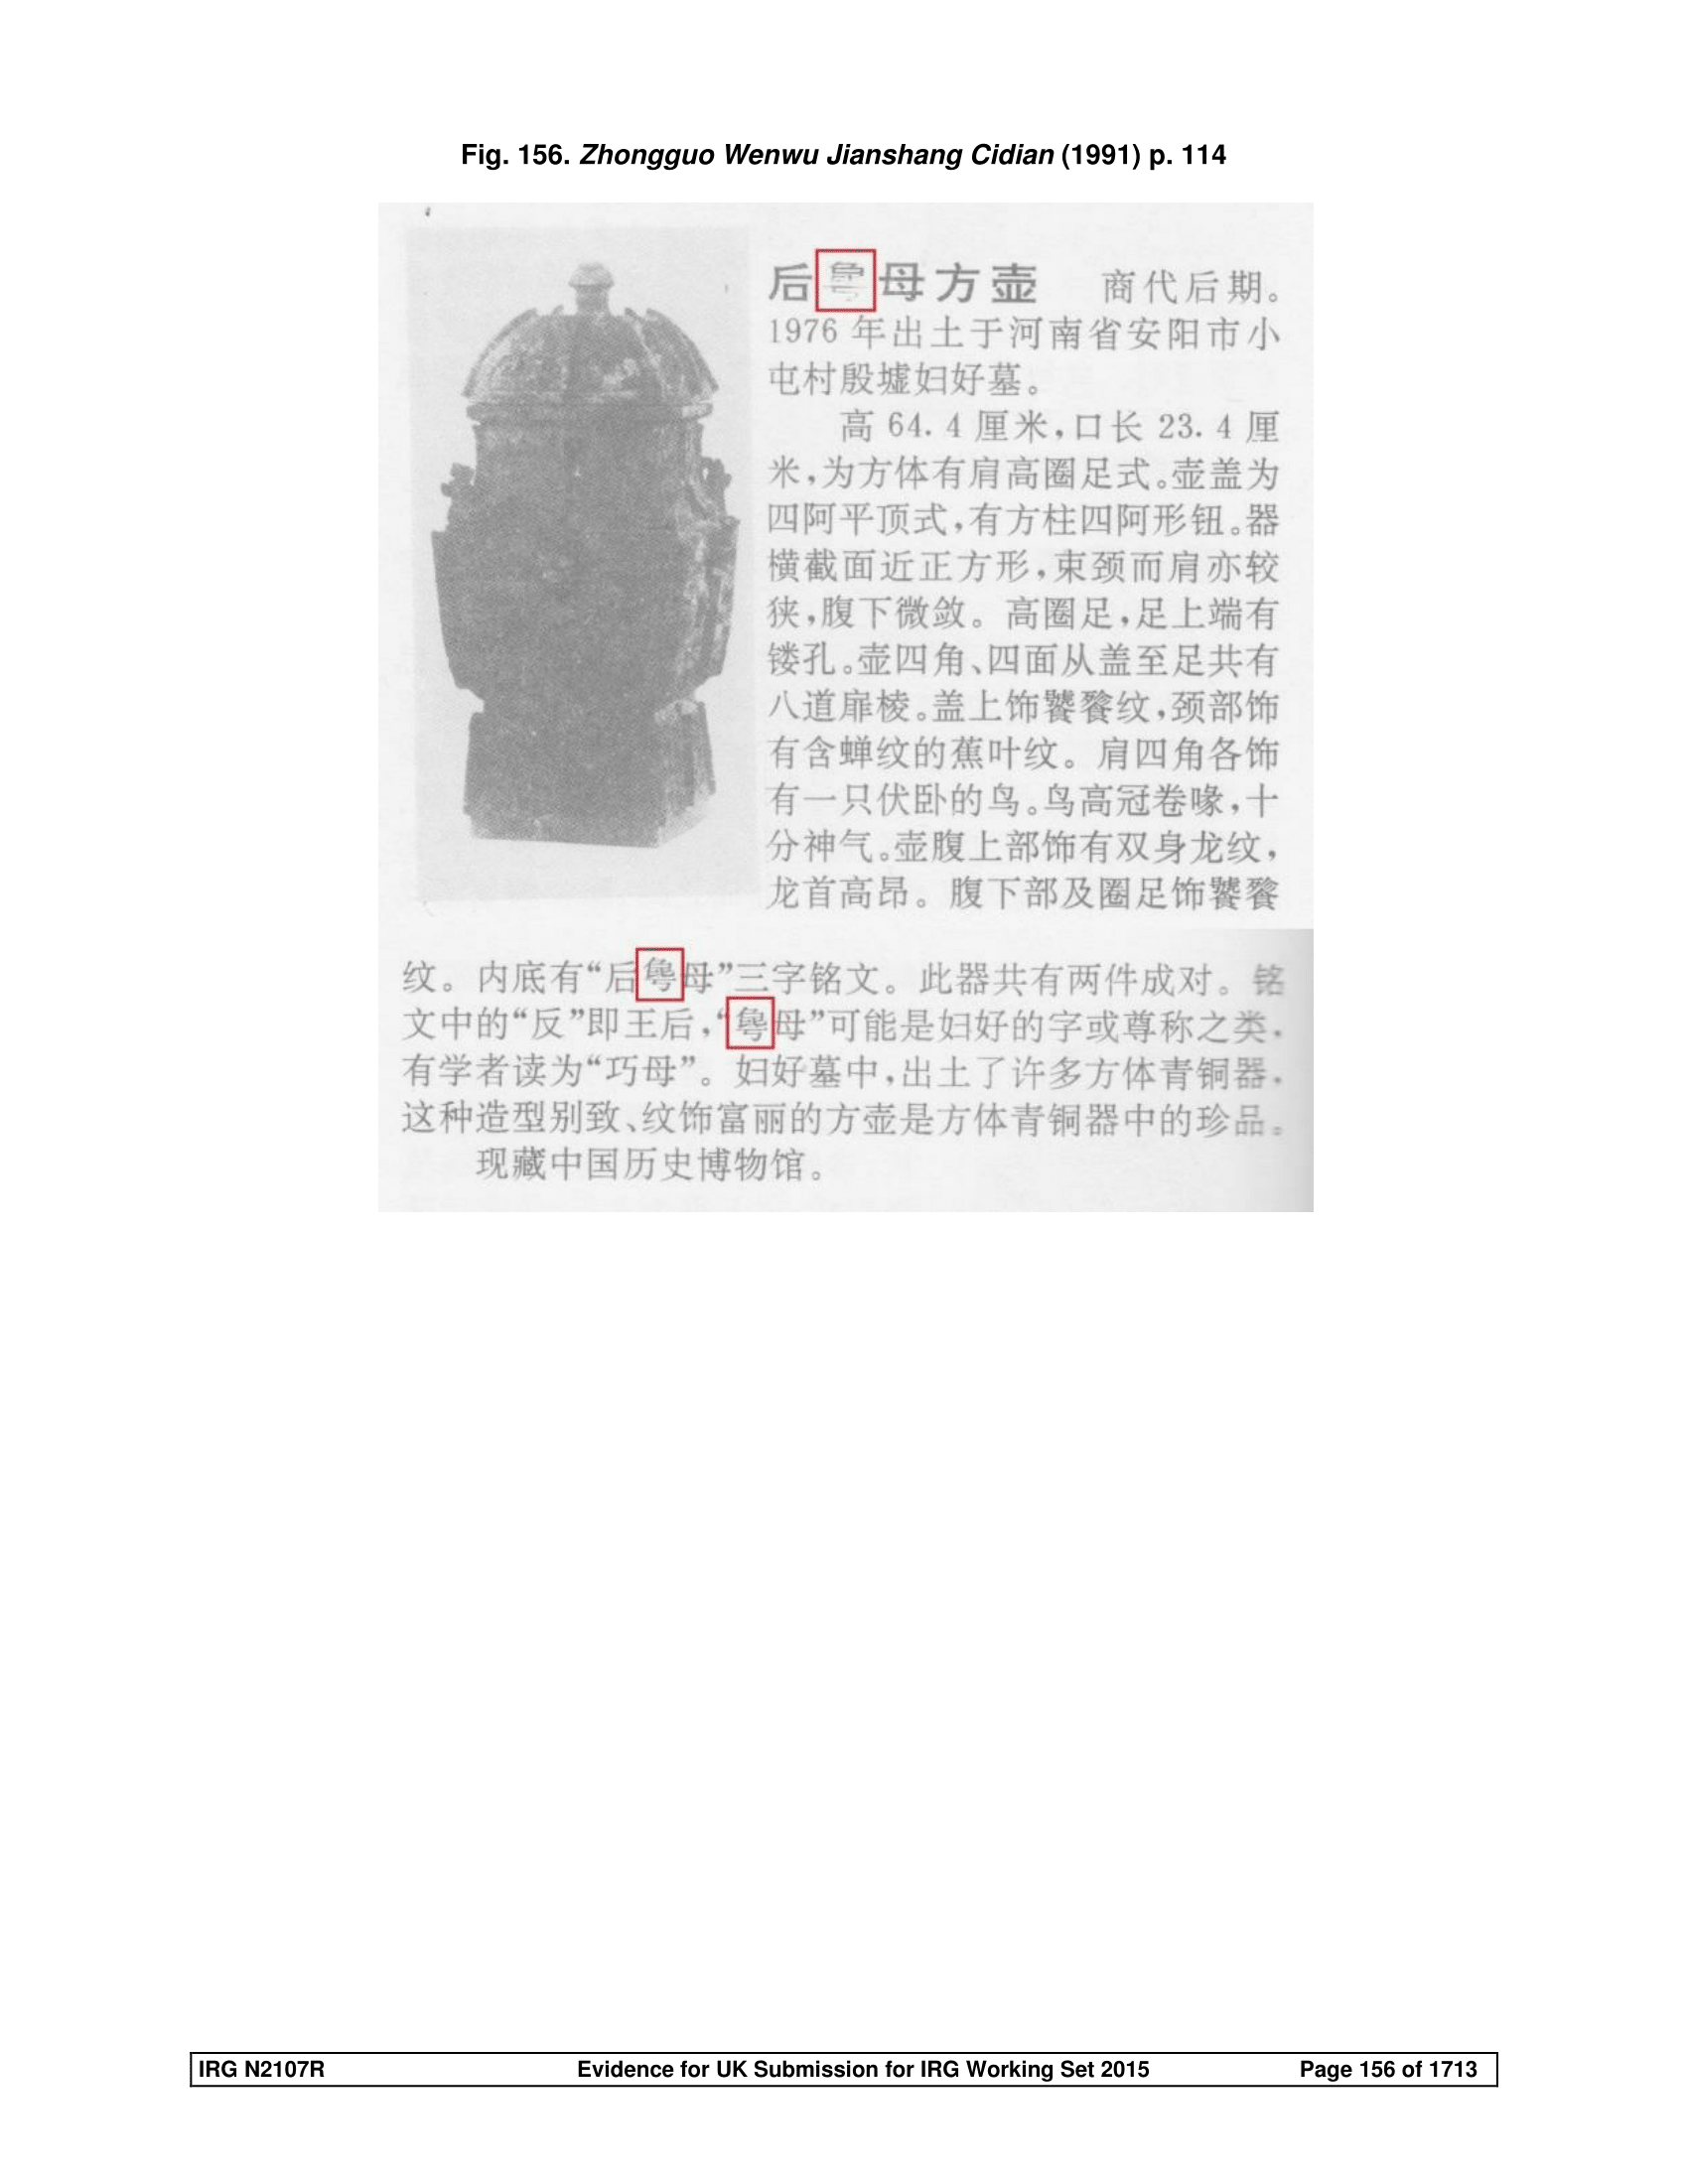 Fig. 156. Zhongguo Wenwu Jianshang Cidian (1991) p. 114
后母方壶 商代后期。
1976 年出土于河南省安阳市小
屯村殷墟妇好墓。
高 64.4 厘米，口长 23.4 厘
米，为方体有肩高圈足式。壶盖为
四阿平顶式，有方柱四阿形钮。器
横截面近正方形，束颈而肩亦较
狭，腹下微敛。高圈足，足上端有
镂孔。壶四角、四面从盖至足共有
八道扉棱。盖上饰饕餮纹，颈部饰
有含蝉纹的蕉叶纹。肩四角各饰
有一只伏卧的鸟。鸟高冠卷喙，十
分神气。壶腹上部饰有双身龙纹，
龙首高昂。腹下部及圈足饰饕餮
纹。内底有“后母”三字铭文。此器共有两件成对。铭
文中的“反”即王后，“母”可能是妇好的字或尊称之类，
有学者读为“巧母”。妇好墓中，出土了许多方体青铜器，
这种造型别致、纹饰富丽的方壶是方体青铜器中的珍品。
现藏中国历史博物馆。
IRG N2107R Evidence for UK Submission for IRG Working Set 2015 Page 156 of 1713